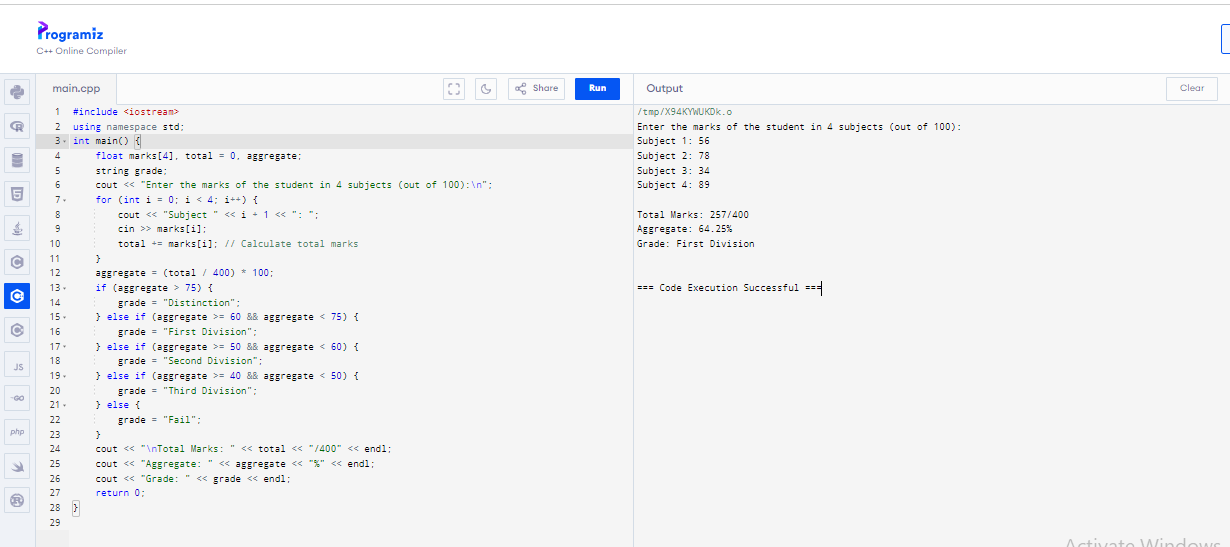 Programiz
C++ Online Compiler
main.cpp
Share
Run
Output
Clear
1 #include <iostream>
2 using namespace std;
3 int main() {
4 float marks[4], total = 0, aggregate;
5 string grade;
6 cout << "Enter the marks of the student in 4 subjects (out of 100):\n";
7 for (int i = 0; i < 4; i++) {
8 cout << "Subject " << i + 1 << ": ";
9 cin >> marks[i];
10 total += marks[i]; // Calculate total marks
11 }
12 aggregate = (total / 400) * 100;
13 if (aggregate > 75) {
14 grade = "Distinction";
15 } else if (aggregate >= 60 && aggregate < 75) {
16 grade = "First Division";
17 } else if (aggregate >= 50 && aggregate < 60) {
18 grade = "Second Division";
19 } else if (aggregate >= 40 && aggregate < 50) {
20 grade = "Third Division";
21 } else {
22 grade = "Fail";
23 }
24 cout << "\nTotal Marks: " << total << "/400" << endl;
25 cout << "Aggregate: " << aggregate << "%" << endl;
26 cout << "Grade: " << grade << endl;
27 return 0;
28 }
29
JS
GO
php
/tmp/X94KYWUKDk.o
Enter the marks of the student in 4 subjects (out of 100):
Subject 1: 56
Subject 2: 78
Subject 3: 34
Subject 4: 89
Total Marks: 257/400
Aggregate: 64.25%
Grade: First Division
=== Code Execution Successful ===
Activate Windows